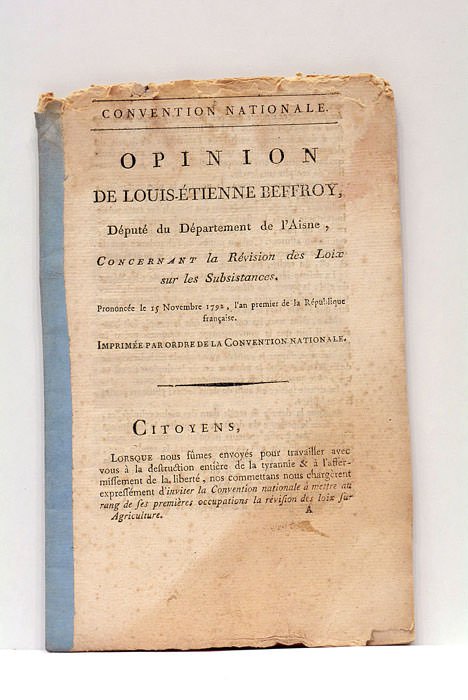 CONVENTION NATIONALE.
OPINION
DE LOUIS-ÉTIENNE BEFFROY,
Député du Département de l'Aisne,
CONCERNANT la Révision des Loix
sur les Subsistances.
Prononcée le 15 Novembre 1792, l'an premier de la République
française.
IMPRIMÉE PAR ORDRE DE LA CONVENTION NATIONALE.
CITOYENS,
LORSQUE nous fûmes envoyés pour travailler avec
vous à la destruction entière de la tyrannie & à l'affer-
missement de la liberté, nos commettans nous chargèrent
expressément d'inviter la Convention nationale à mettre au
rang de ses premières occupations la révision des loix sur
Agriculture.
A